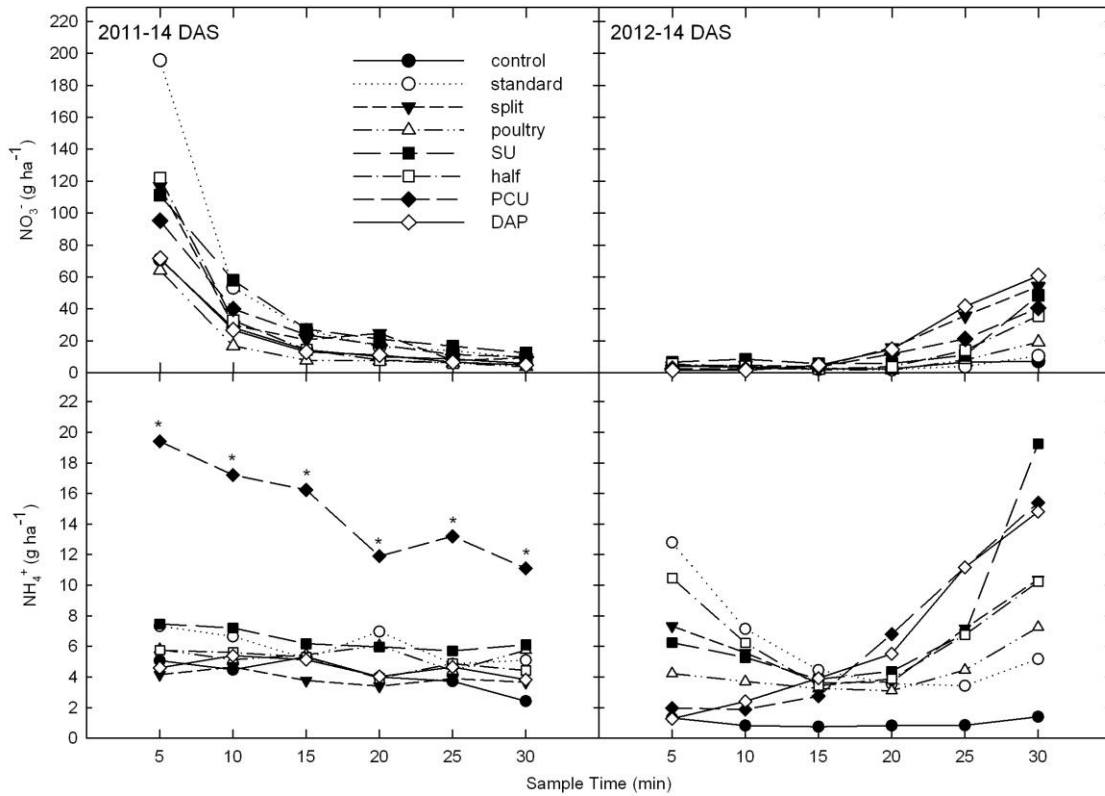 2011-14 DAS
2012-14 DAS
control
standard
split
poultry
SU
half
PCU
DAP
NO₃⁻ (g ha⁻¹)
220
200
180
160
140
120
100
80
60
40
20
0
NH₄⁺ (g ha⁻¹)
22
20
18
16
14
12
10
8
6
4
2
0
* * * * * *
5 10 15 20 25 30
5 10 15 20 25 30
Sample Time (min)